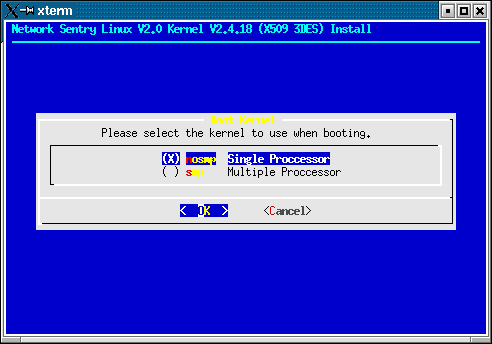 xterm
Network Sentry Linux V2.0 Kernel V2.4.18 (X509 3DES) Install
Boot Kernel
Please select the kernel to use when booting.
(X) nosmp Single Proccessor
( ) smp Multiple Proccessor
< OK > <Cancel>